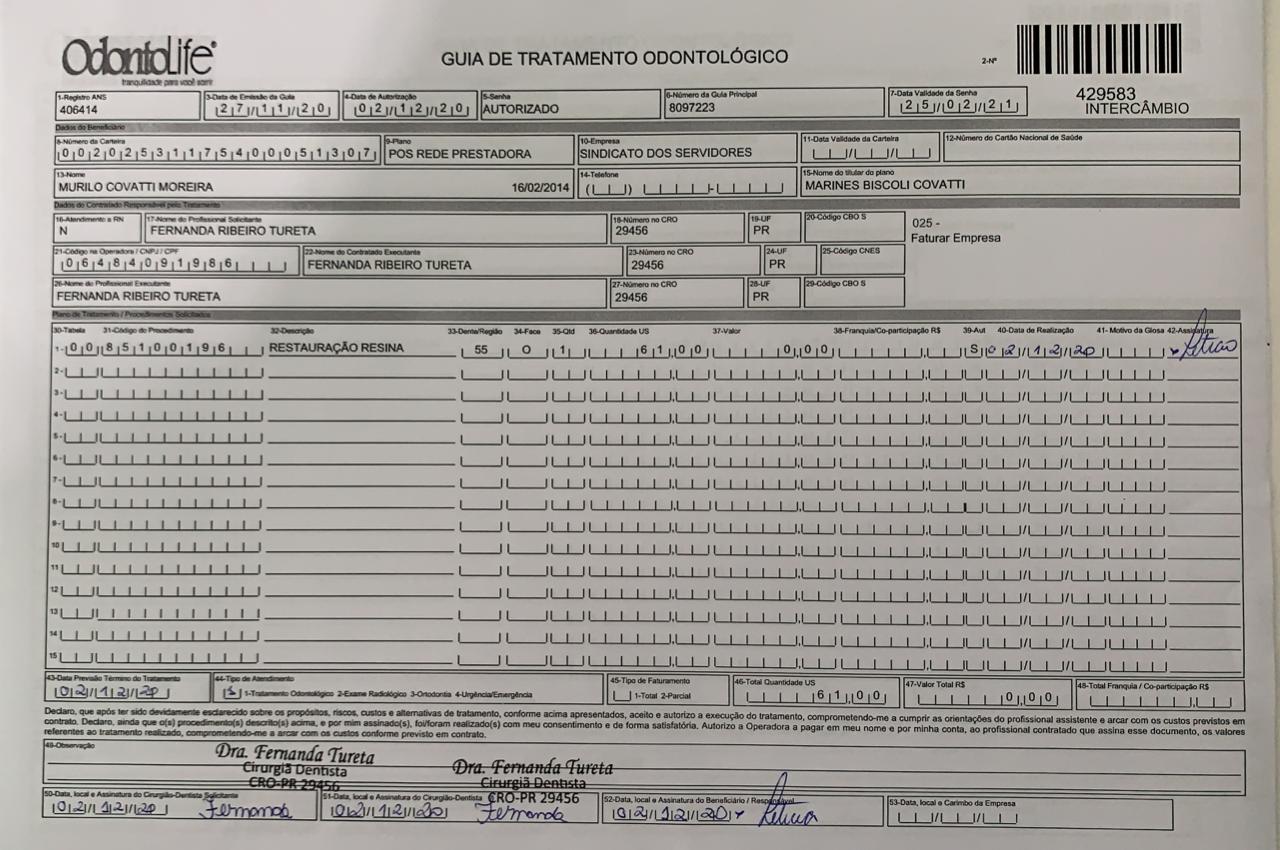 OdontoLife®
tranquilidade para você sorrir
GUIA DE TRATAMENTO ODONTOLÓGICO
2-Nº
429583
INTERCÂMBIO
1-Registro ANS
406414
3-Data de Emissão da Guia
27/11/20
4-Data de Autorização
02/12/20
5-Senha
AUTORIZADO
6-Número da Guia Principal
8097223
7-Data Validade da Senha
25/02/21
Dados do Beneficiário
8-Número da Carteira
00202531175400051307
9-Plano
POS REDE PRESTADORA
10-Empresa
SINDICATO DOS SERVIDORES
11-Data Validade da Carteira
12-Número do Cartão Nacional de Saúde
13-Nome
MURILO COVATTI MOREIRA 16/02/2014
14-Telefone
15-Nome do titular do plano
MARINES BISCOLI COVATTI
Dados do Contratado Responsável pelo Tratamento
16-Atendimento a RN
N
17-Nome do Profissional Solicitante
FERNANDA RIBEIRO TURETA
18-Número no CRO
29456
19-UF
PR
20-Código CBO S
025 -
Faturar Empresa
21-Código na Operadora / CNPJ / CPF
06484091986
22-Nome do Contratado Executante
FERNANDA RIBEIRO TURETA
23-Número no CRO
29456
24-UF
PR
25-Código CNES
26-Nome do Profissional Executante
FERNANDA RIBEIRO TURETA
27-Número no CRO
29456
28-UF
PR
29-Código CBO S
Plano de Tratamento / Procedimentos Solicitados
30-Tabela 31-Código do Procedimento 32-Descrição 33-Dente/Região 34-Face 35-Qtd 36-Quantidade US 37-Valor 38-Franquia/Co-participação R$ 39-Aut 40-Data de Realização 41- Motivo da Glosa 42-Assinatura
1- 00 85100196 RESTAURAÇÃO RESINA 55 O 1 61,00 0,00 S 02/12/20
2-
3-
4-
5-
6-
7-
8-
9-
10
11
12
13
14
15
43-Data Previsão Término do Tratamento
02/12/20
44-Tipo de Atendimento
1-Tratamento Odontológico 2-Exame Radiológico 3-Ortodontia 4-Urgência/Emergência
45-Tipo de Faturamento
1-Total 2-Parcial
46-Total Quantidade US
61,00
47-Valor Total R$
0,00
48-Total Franquia / Co-participação R$
Declaro, que após ter sido devidamente esclarecido sobre os propósitos, riscos, custos e alternativas de tratamento, conforme acima apresentados, aceito e autorizo a execução do tratamento, comprometendo-me a cumprir as orientações do profissional assistente e arcar com os custos previstos em
contrato. Declaro, ainda que o(s) procedimento(s) descrito(s) acima, e por mim assinado(s), foi/foram realizado(s) com meu consentimento e de forma satisfatória. Autorizo a Operadora a pagar em meu nome e por minha conta, ao profissional contratado que assina esse documento, os valores
referentes ao tratamento realizado, comprometendo-me a arcar com os custos conforme previsto em contrato.
49-Observação
Dra. Fernanda Tureta
Cirurgiã Dentista
CRO-PR 29456
Dra. Fernanda Tureta
Cirurgiã Dentista
CRO-PR 29456
50-Data, local e Assinatura do Cirurgião-Dentista Solicitante
02/12/20 Fernanda
51-Data, local e Assinatura do Cirurgião-Dentista
02/12/20 Fernanda
52-Data, local e Assinatura do Beneficiário / Responsável
02/12/20
53-Data, local e Carimbo da Empresa